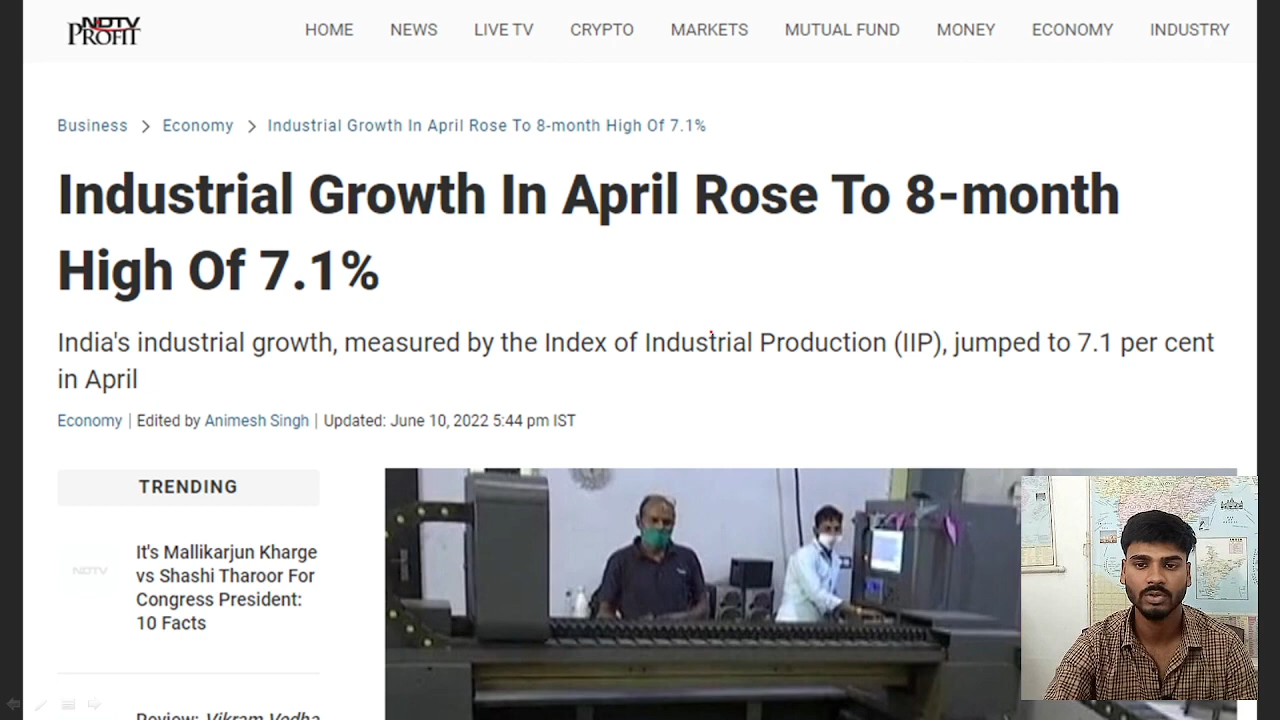 NDTV
PROFIT
HOME NEWS LIVE TV CRYPTO MARKETS MUTUAL FUND MONEY ECONOMY INDUSTRY
Business > Economy > Industrial Growth In April Rose To 8-month High Of 7.1%
Industrial Growth In April Rose To 8-month
High Of 7.1%
India's industrial growth, measured by the Index of Industrial Production (IIP), jumped to 7.1 per cent
in April
Economy | Edited by Animesh Singh | Updated: June 10, 2022 5:44 pm IST
TRENDING
NDTV
It's Mallikarjun Kharge
vs Shashi Tharoor For
Congress President:
10 Facts
Review: Vikram Vedha